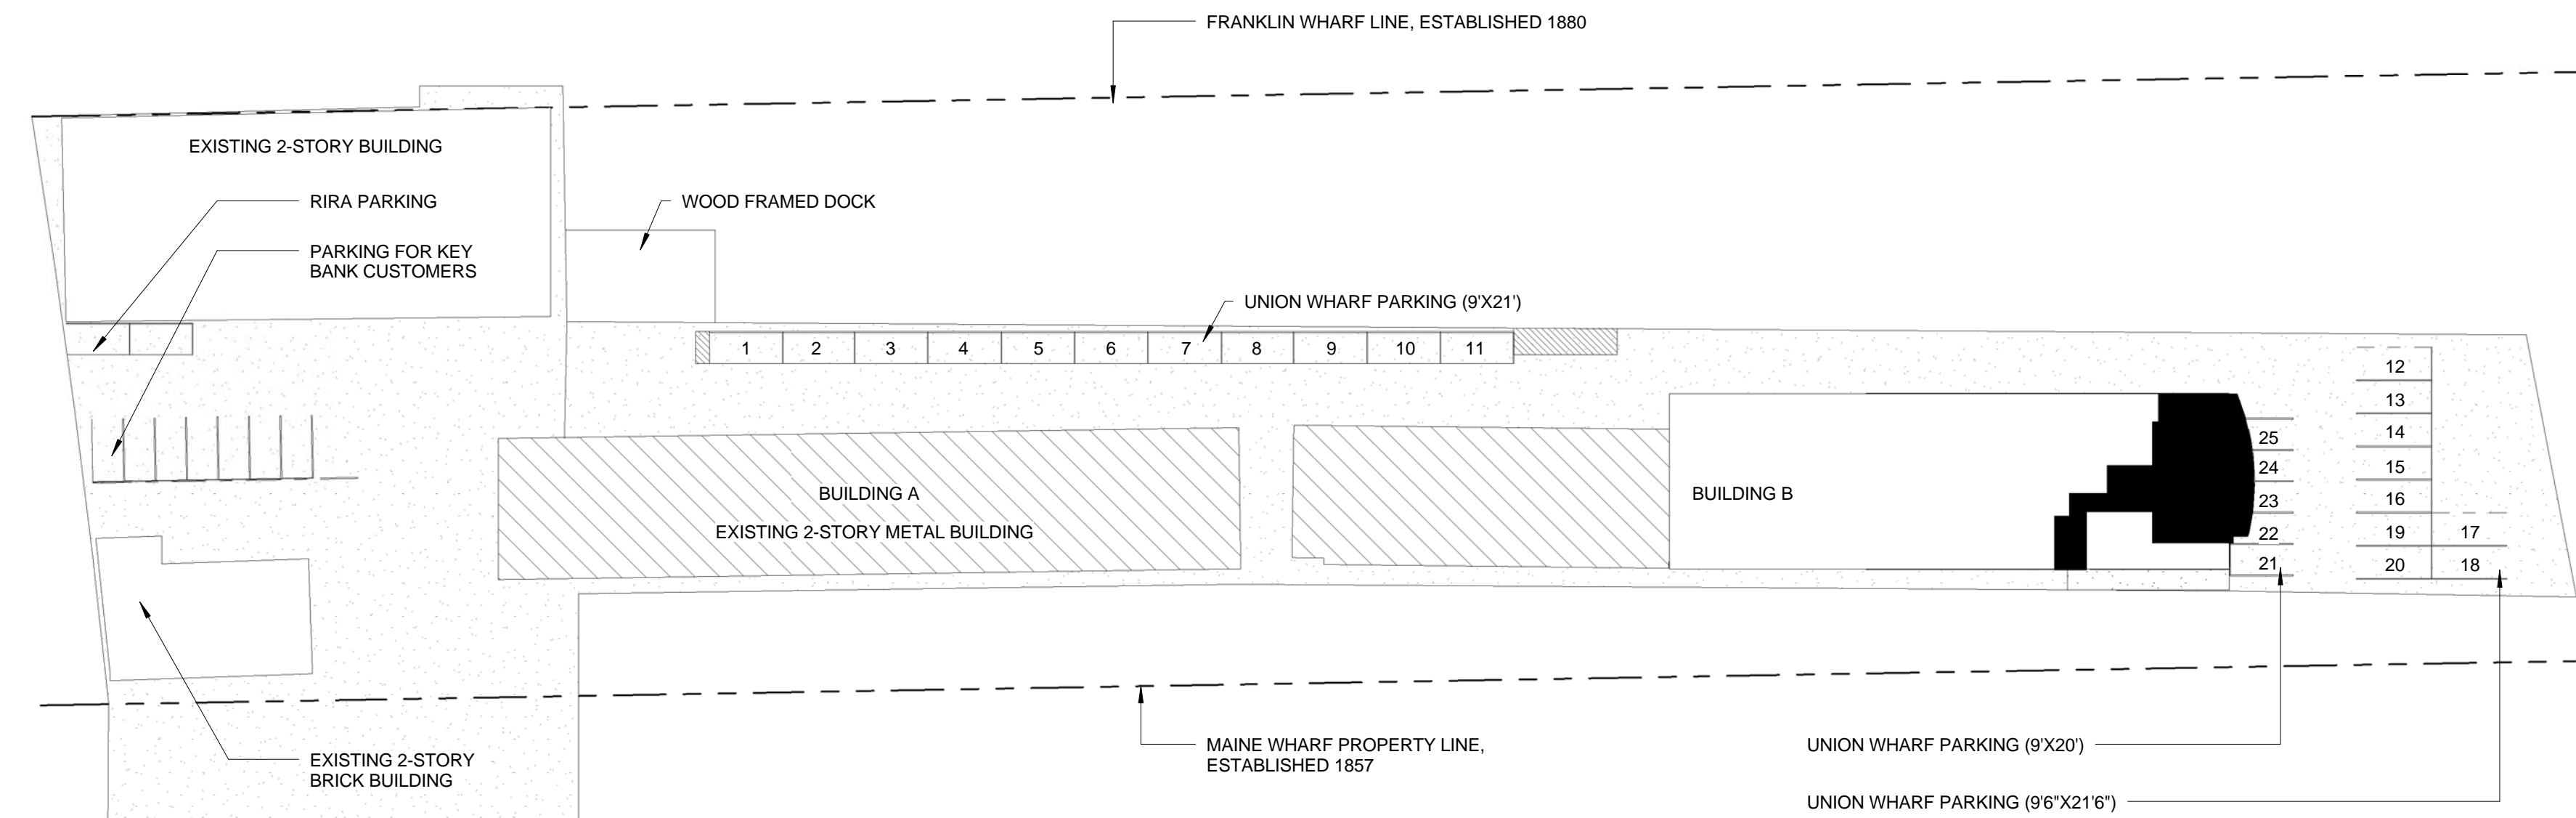 FRANKLIN WHARF LINE, ESTABLISHED 1880
EXISTING 2-STORY BUILDING
RIRA PARKING
WOOD FRAMED DOCK
PARKING FOR KEY
BANK CUSTOMERS
UNION WHARF PARKING (9'X21')
1 2 3 4 5 6 7 8 9 10 11
12
13
14
15
16
19 17
20 18
25
24
23
22
21
BUILDING A
EXISTING 2-STORY METAL BUILDING
BUILDING B
EXISTING 2-STORY
BRICK BUILDING
MAINE WHARF PROPERTY LINE,
ESTABLISHED 1857
UNION WHARF PARKING (9'X20')
UNION WHARF PARKING (9'6"X21'6")